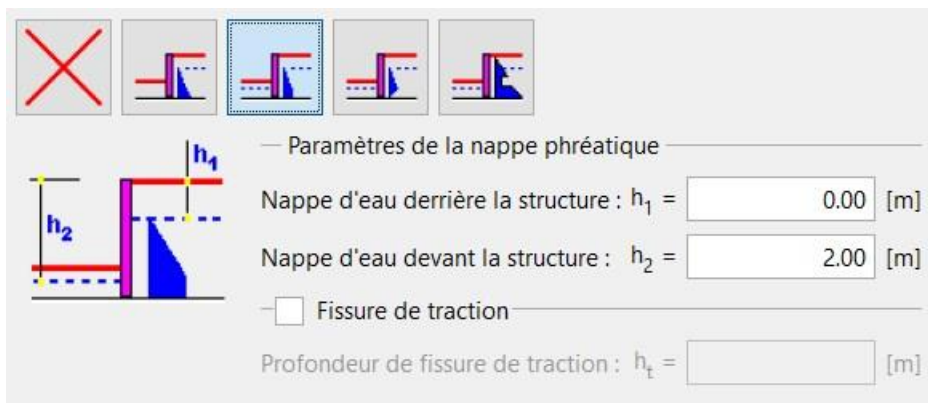 Paramètres de la nappe phréatique
h1
Nappe d'eau derrière la structure : h1 = 0.00 [m]
h2
Nappe d'eau devant la structure : h2 = 2.00 [m]
Fissure de traction
Profondeur de fissure de traction : ht = [m]